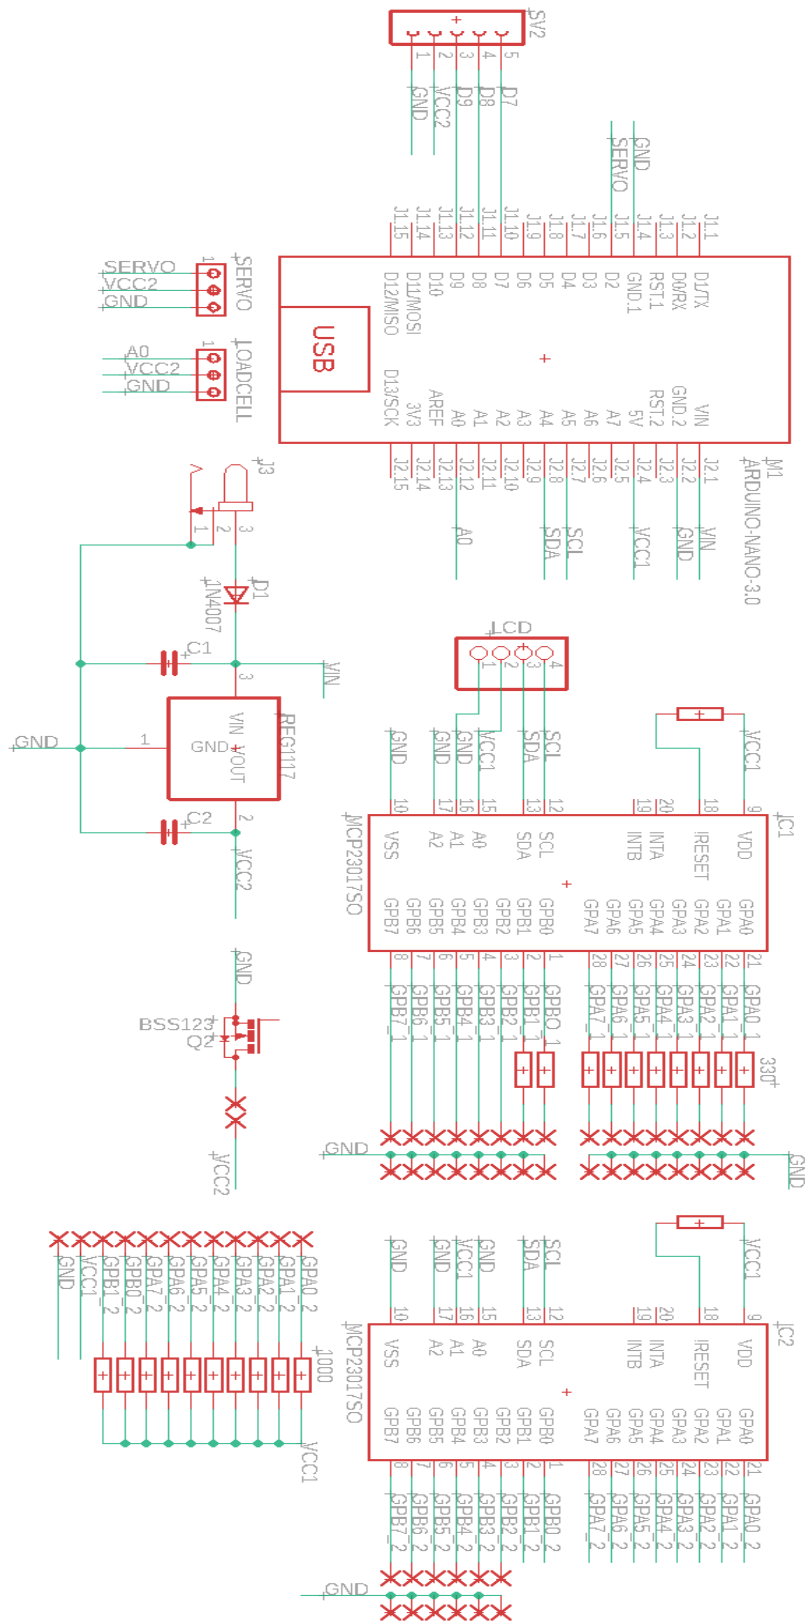 SV2
5
4
3
2
1
D7
D8
D9
VCC2
GND
GND
SERVO
J1.1
J1.2
J1.3
J1.4
J1.5
J1.6
J1.7
J1.8
J1.9
J1.10
J1.11
J1.12
J1.13
J1.14
J1.15
D1/TX
D0/RX
RST.1
GND.1
D2
D3
D4
D5
D6
D7
D8
D9
D10
D11/MOSI
D12/MISO
USB
VIN
GND.2
RST.2
5V
A7
A6
A5
A4
A3
A2
A1
A0
AREF
3V3
D13/SCK
J2.1
J2.2
J2.3
J2.4
J2.5
J2.6
J2.7
J2.8
J2.9
J2.10
J2.11
J2.12
J2.13
J2.14
J2.15
M1
ARDUINO-NANO-3.0
VIN
GND
VCC1
SCL
SDA
A0
SERVO
1
SERVO
VCC2
GND
LOADCELL
1
A0
VCC2
GND
J3
1
2
3
D1
1N4007
C1
VIN
3
REG1117
VIN
VOUT
GND
1
GND
2
C2
VCC2
LCD
1
2
3
4
GND
GND
GND
VCC1
SDA
SCL
VCC1
10
17
16
15
13
12
19
20
18
9
IC1
MCP23017SO
VSS
A2
A1
A0
SDA
SCL
INTB
INTA
!RESET
VDD
GPB7
GPB6
GPB5
GPB4
GPB3
GPB2
GPB1
GPB0
GPA7
GPA6
GPA5
GPA4
GPA3
GPA2
GPA1
GPA0
8
7
6
5
4
3
2
1
28
27
26
25
24
23
22
21
GPB7_1
GPB6_1
GPB5_1
GPB4_1
GPB3_1
GPB2_1
GPB1_1
GPBO_1
GPA7_1
GPA6_1
GPA5_1
GPA4_1
GPA3_1
GPA2_1
GPA1_1
GPA0_1
330
GND
GND
GND
BSS123
Q2
VCC2
GND
VCC1
GPB1_2
GPB0_2
GPA7_2
GPA6_2
GPA5_2
GPA4_2
GPA3_2
GPA2_2
GPA1_2
GPA0_2
1000
VCC1
GND
GND
VCC1
GND
SDA
SCL
VCC1
10
17
16
15
13
12
19
20
18
9
IC2
MCP23017SO
VSS
A2
A1
A0
SDA
SCL
INTB
INTA
!RESET
VDD
GPB7
GPB6
GPB5
GPB4
GPB3
GPB2
GPB1
GPB0
GPA7
GPA6
GPA5
GPA4
GPA3
GPA2
GPA1
GPA0
8
7
6
5
4
3
2
1
28
27
26
25
24
23
22
21
GPB7_2
GPB6_2
GPB5_2
GPB4_2
GPB3_2
GPB2_2
GPB1_2
GPB0_2
GPA7_2
GPA6_2
GPA5_2
GPA4_2
GPA3_2
GPA2_2
GPA1_2
GPA0_2
GND